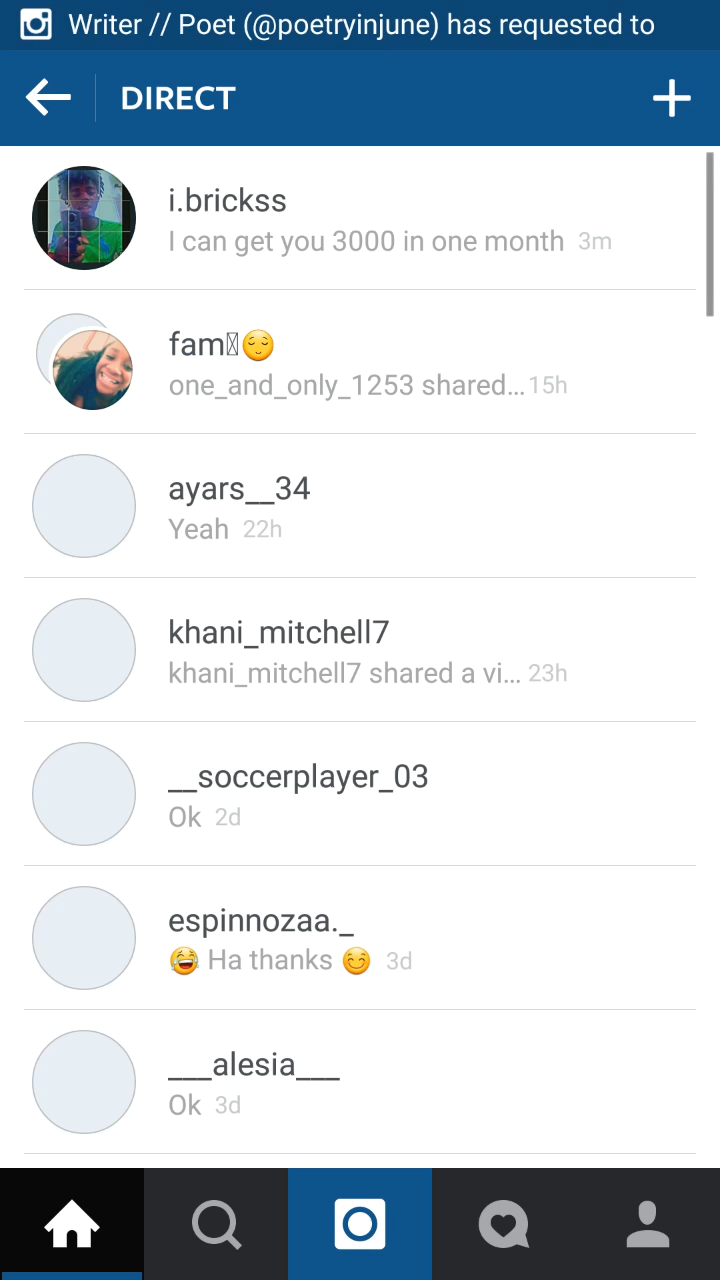 Writer // Poet (@poetryinjune) has requested to
DIRECT
i.brickss
I can get you 3000 in one month 3m
fam😌
one_and_only_1253 shared... 15h
ayars__34
Yeah 22h
khani_mitchell7
khani_mitchell7 shared a vi... 23h
__soccerplayer_03
Ok 2d
espinnozaa._
😂 Ha thanks 😊 3d
___alesia___
Ok 3d